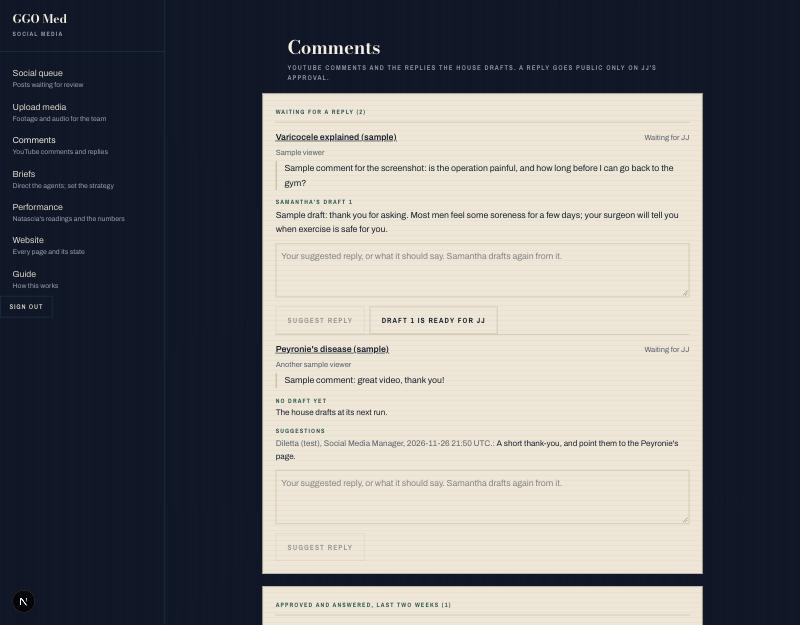 GGO Med
SOCIAL MEDIA
Social queue
Posts waiting for review
Upload media
Footage and audio for the team
Comments
YouTube comments and replies
Briefs
Direct the agents; set the strategy
Performance
Natascia's readings and the numbers
Website
Every page and its state
Guide
How this works
SIGN OUT
N
Comments
YOUTUBE COMMENTS AND THE REPLIES THE HOUSE DRAFTS. A REPLY GOES PUBLIC ONLY ON JJ'S
APPROVAL.
WAITING FOR A REPLY (2)
Varicocele explained (sample)
Waiting for JJ
Sample viewer
Sample comment for the screenshot: is the operation painful, and how long before I can go back to the
gym?
SAMANTHA'S DRAFT 1
Sample draft: thank you for asking. Most men feel some soreness for a few days; your surgeon will tell you
when exercise is safe for you.
Your suggested reply, or what it should say. Samantha drafts again from it.
SUGGEST REPLY
DRAFT 1 IS READY FOR JJ
Peyronie's disease (sample)
Waiting for JJ
Another sample viewer
Sample comment: great video, thank you!
NO DRAFT YET
The house drafts at its next run.
SUGGESTIONS
Diletta (test), Social Media Manager, 2026-11-26 21:50 UTC.: A short thank-you, and point them to the Peyronie's
page.
Your suggested reply, or what it should say. Samantha drafts again from it.
SUGGEST REPLY
APPROVED AND ANSWERED, LAST TWO WEEKS (1)